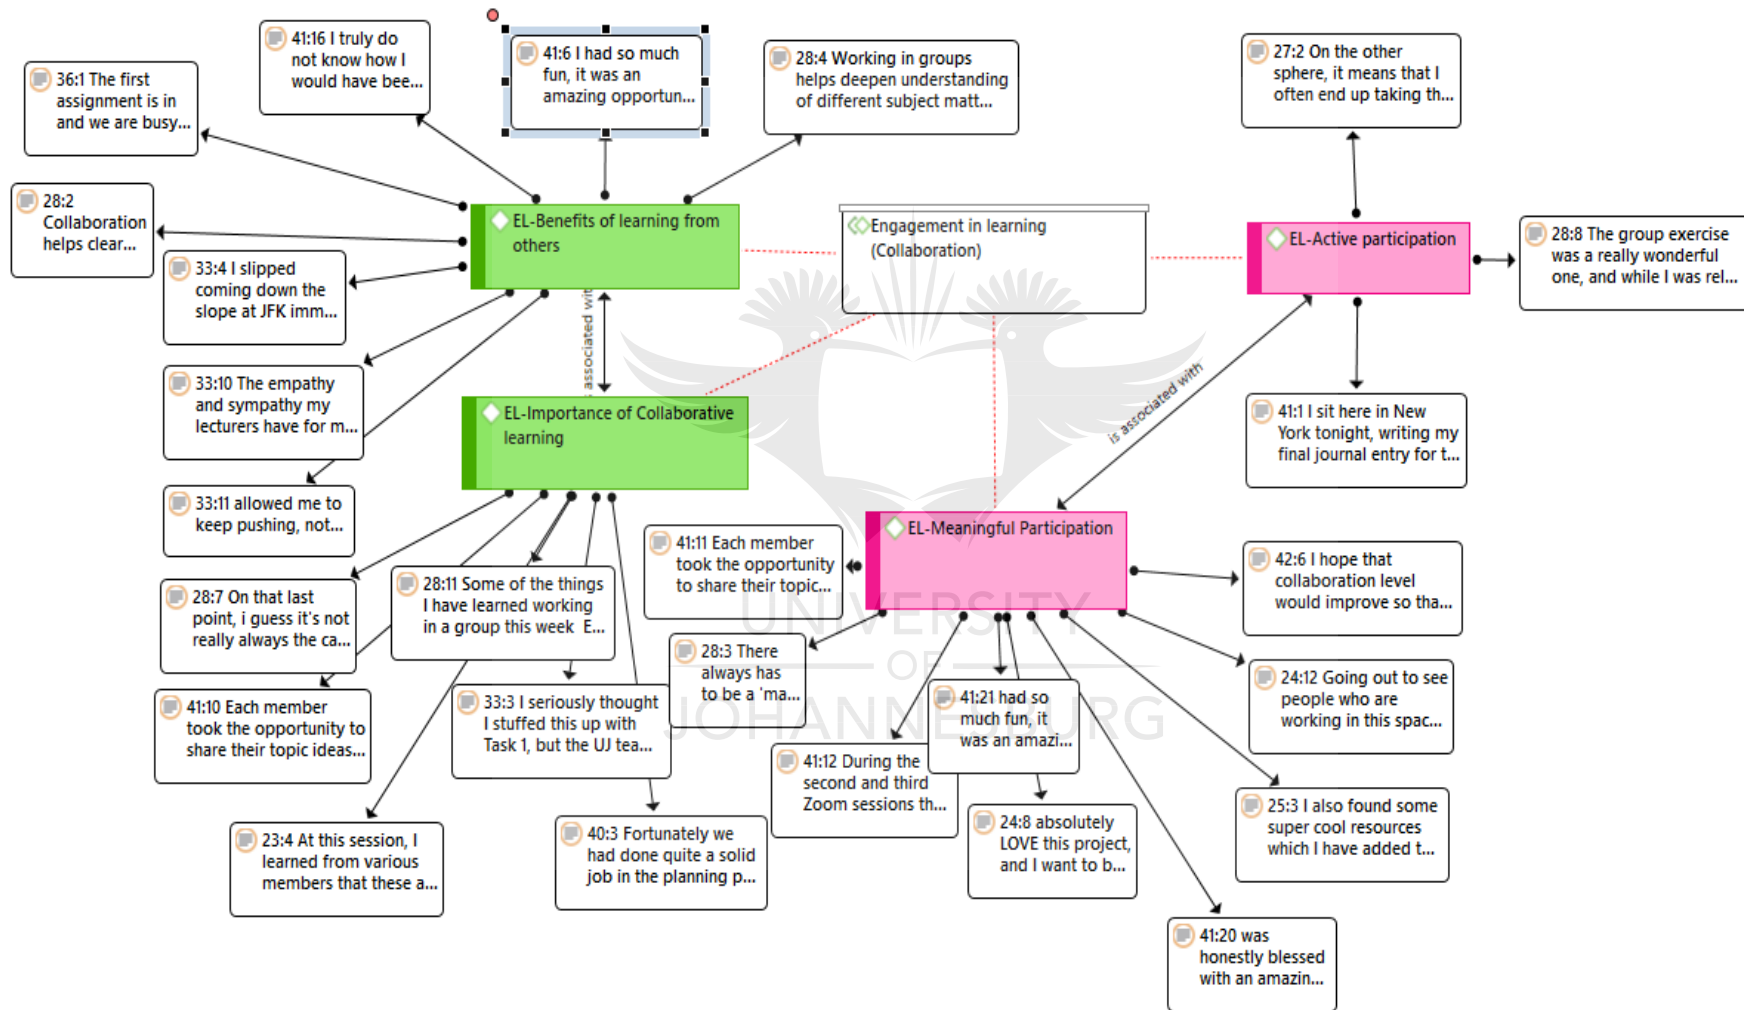 41:16 I truly do
not know how I
would have bee...
41:6 I had so much
fun, it was an
amazing opportun...
28:4 Working in groups
helps deepen understanding
of different subject matt...
27:2 On the other
sphere, it means that I
often end up taking th...
36:1 The first
assignment is in
and we are busy...
28:2
Collaboration
helps clear...
EL-Benefits of learning from
others
Engagement in learning
(Collaboration)
EL-Active participation
28:8 The group exercise
was a really wonderful
one, and while I was rel...
33:4 I slipped
coming down the
slope at JFK imm...
associated wit
33:10 The empathy
and sympathy my
lecturers have for m...
EL-Importance of Collaborative
learning
is associated with
41:1 I sit here in New
York tonight, writing my
final journal entry for t...
33:11 allowed me to
keep pushing, not...
EL-Meaningful Participation
41:11 Each member
took the opportunity
to share their topic...
42:6 I hope that
collaboration level
would improve so tha...
28:7 On that last
point, i guess it's not
really always the ca...
28:11 Some of the things
I have learned working
in a group this week E...
28:3 There
always has
to be a 'ma...
24:12 Going out to see
people who are
working in this spac...
41:10 Each member
took the opportunity to
share their topic ideas...
33:3 I seriously thought
I stuffed this up with
Task 1, but the UJ tea...
41:21 had so
much fun, it
was an amazi...
41:12 During the
second and third
Zoom sessions th...
25:3 I also found some
super cool resources
which I have added t...
23:4 At this session, I
learned from various
members that these a...
40:3 Fortunately we
had done quite a solid
job in the planning p...
24:8 absolutely
LOVE this project,
and I want to b...
41:20 was
honestly blessed
with an amazin...
UNIVERSITY
OF
JOHANNESBURG